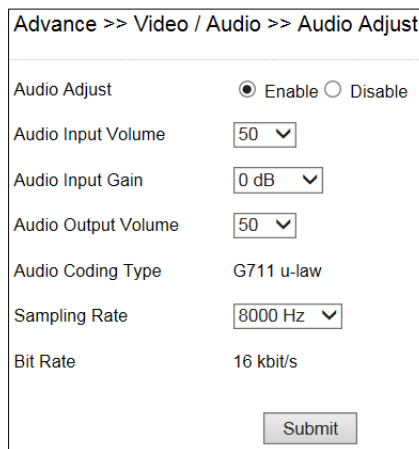 Advance >> Video / Audio >> Audio Adjust
Audio Adjust Enable Disable
Audio Input Volume 50
Audio Input Gain 0 dB
Audio Output Volume 50
Audio Coding Type G711 u-law
Sampling Rate 8000 Hz
Bit Rate 16 kbit/s
Submit